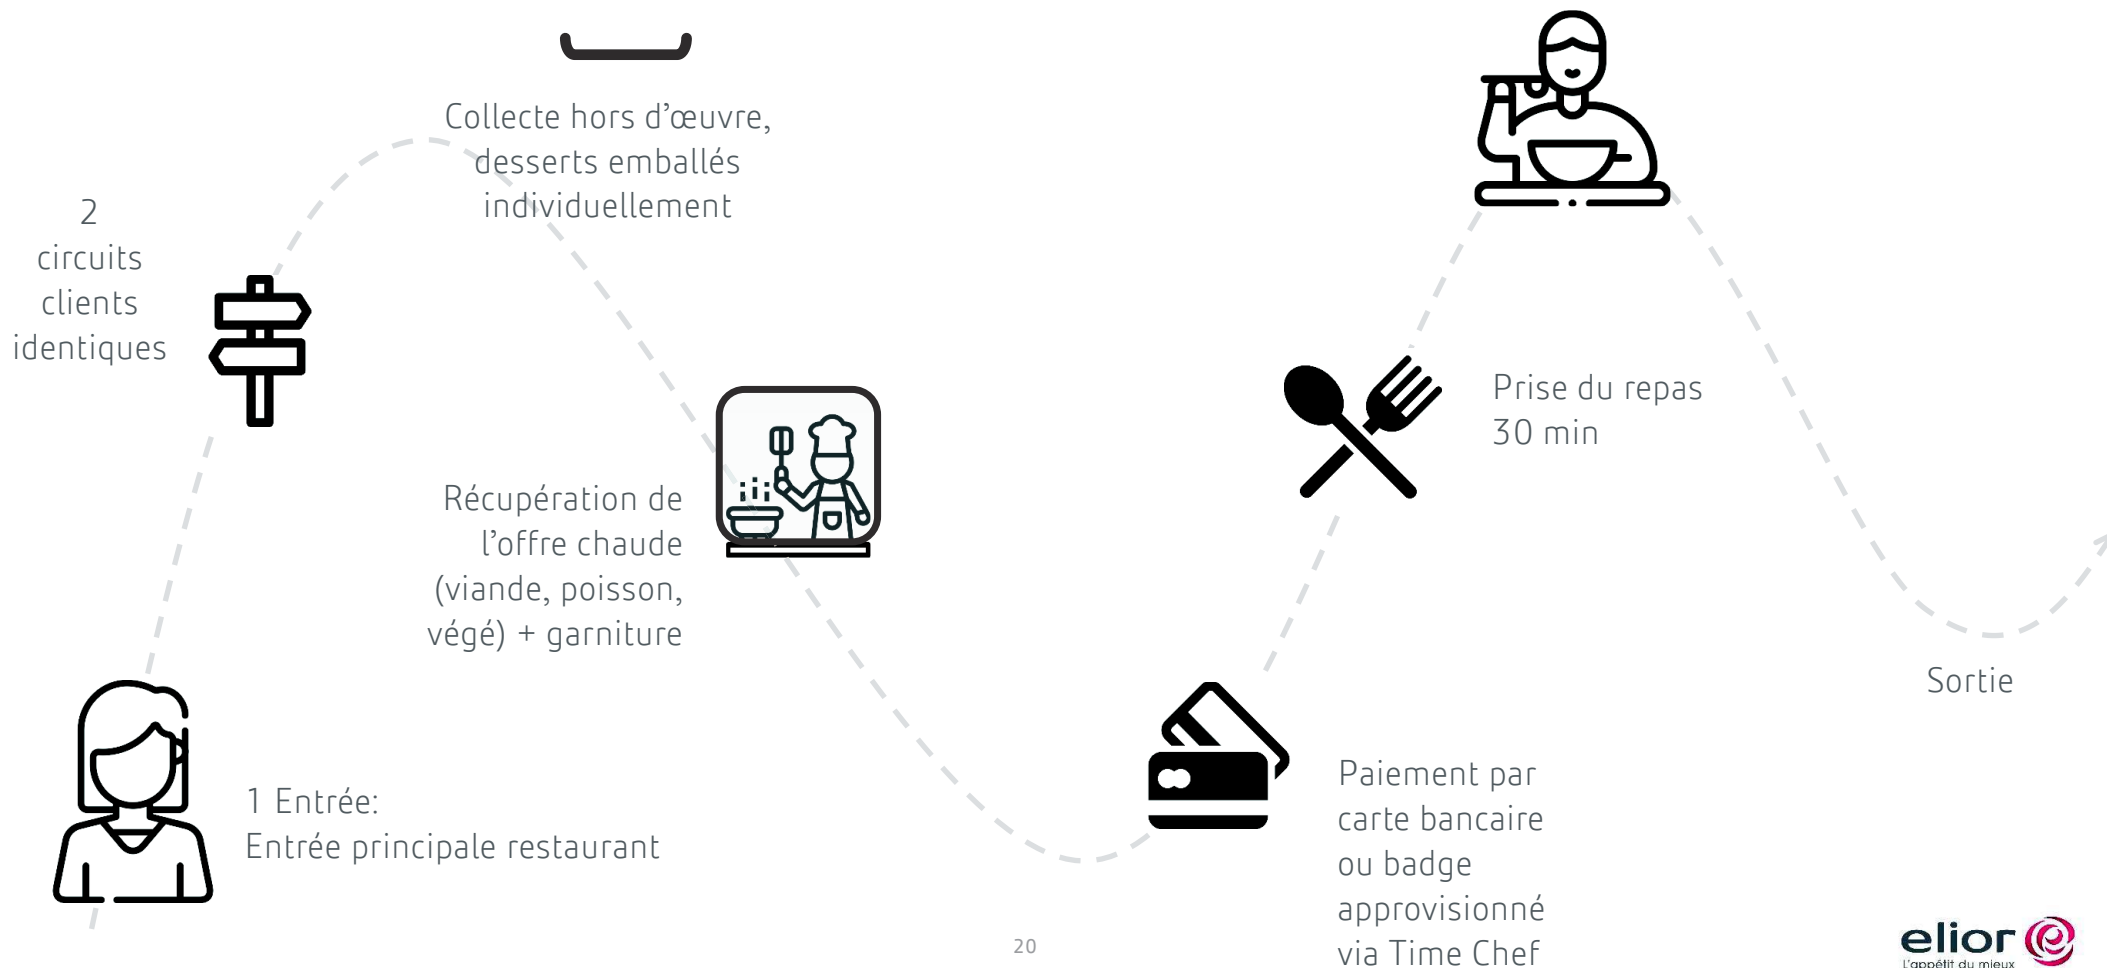 Collecte hors d’œuvre,
desserts emballés
individuellement
2
circuits
clients
identiques
Récupération de
l’offre chaude
(viande, poisson,
végé) + garniture
1 Entrée:
Entrée principale restaurant
Prise du repas
30 min
Paiement par
carte bancaire
ou badge
approvisionné
via Time Chef
Sortie
20
elior
L'appétit du mieux